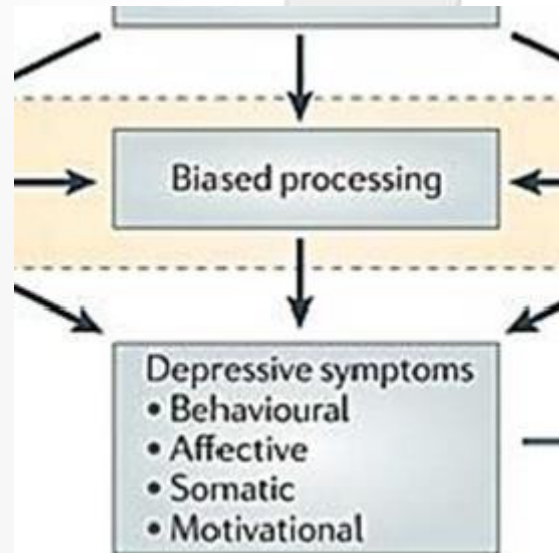 Biased processing
Depressive symptoms
• Behavioural
• Affective
• Somatic
• Motivational